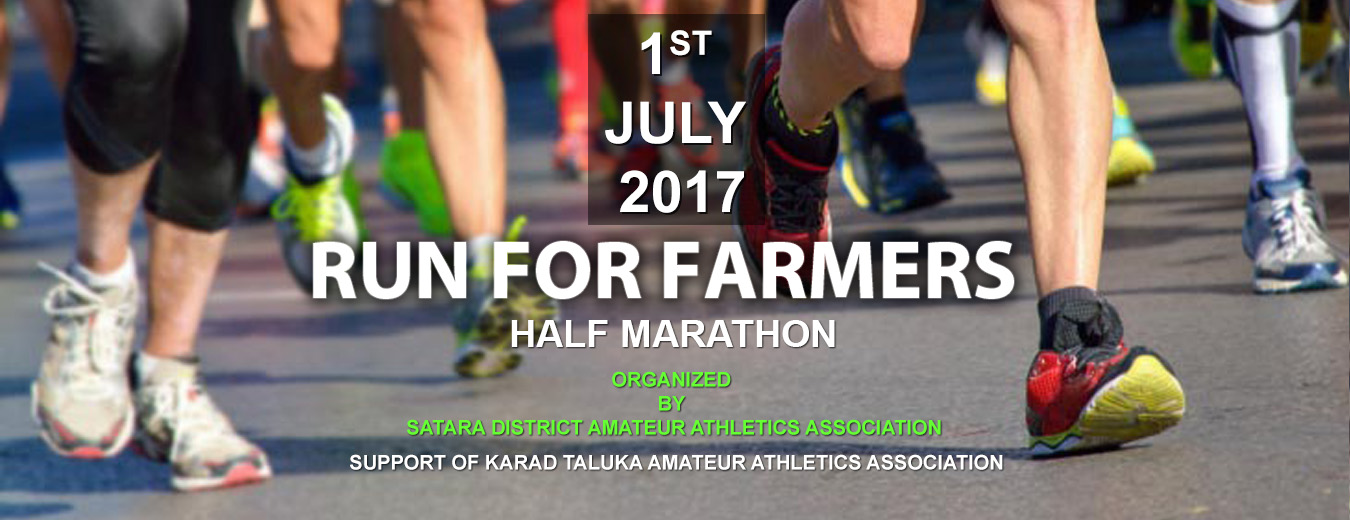 1ST
JULY
2017
RUN FOR FARMERS
HALF MARATHON
ORGANIZED
BY
SATARA DISTRICT AMATEUR ATHLETICS ASSOCIATION
SUPPORT OF KARAD TALUKA AMATEUR ATHLETICS ASSOCIATION